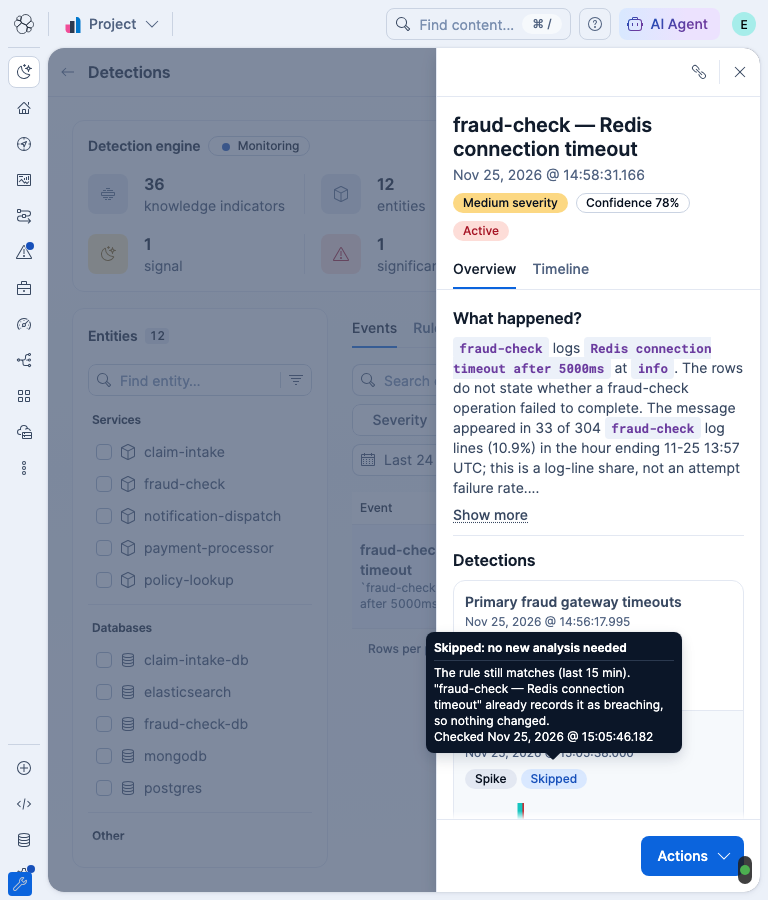 Project
Find content...
⌘ /
AI Agent
E
Detections
Detection engine
Monitoring
36
knowledge indicators
12
entities
1
signal
1
significan
Entities 12
Find entity...
Services
claim-intake
fraud-check
notification-dispatch
payment-processor
policy-lookup
Databases
claim-intake-db
elasticsearch
fraud-check-db
mongodb
postgres
Other
Events
Rule
Search
Severity
Last 24
Event
fraud-chec
timeout
`fraud-check
after 5000ms
Rows per
fraud-check — Redis
connection timeout
Nov 25, 2026 @ 14:58:31.166
Medium severity
Confidence 78%
Active
Overview
Timeline
What happened?
fraud-check logs Redis connection
timeout after 5000ms at info. The rows
do not state whether a fraud-check
operation failed to complete. The message
appeared in 33 of 304 fraud-check log
lines (10.9%) in the hour ending 11-25 13:57
UTC; this is a log-line share, not an attempt
failure rate....
Show more
Detections
Primary fraud gateway timeouts
Nov 25, 2026 @ 14:56:17.995
Skipped: no new analysis needed
The rule still matches (last 15 min).
"fraud-check — Redis connection
timeout" already records it as breaching,
so nothing changed.
Checked Nov 25, 2026 @ 15:05:46.182
Spike
Skipped
Actions